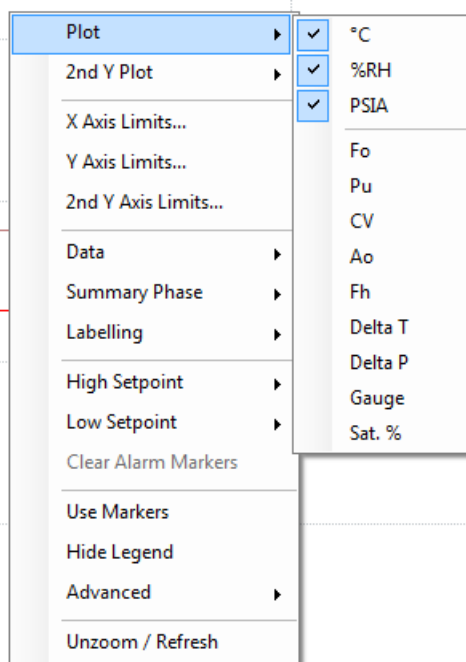 Plot
2nd Y Plot
X Axis Limits...
Y Axis Limits...
2nd Y Axis Limits...
Data
Summary Phase
Labelling
High Setpoint
Low Setpoint
Clear Alarm Markers
Use Markers
Hide Legend
Advanced
Unzoom / Refresh
°C
%RH
PSIA
Fo
Pu
CV
Ao
Fh
Delta T
Delta P
Gauge
Sat. %